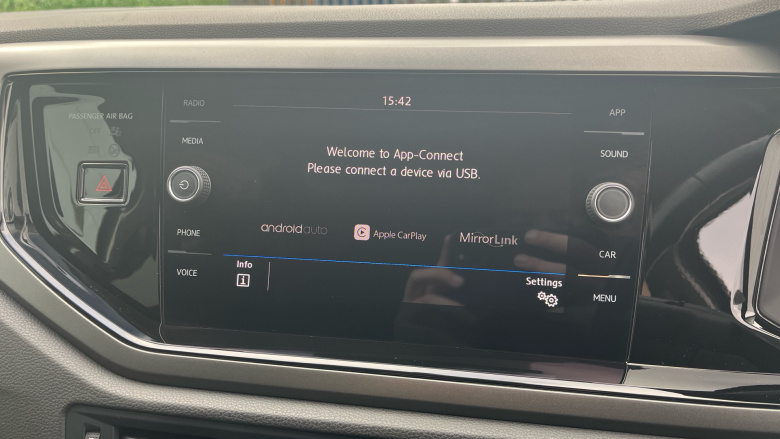 PASSENGER AIR BAG
RADIO
MEDIA
PHONE
VOICE
15:42
Welcome to App-Connect
Please connect a device via USB.
androidauto
Apple CarPlay
MirrorLink
Info
i
Settings
APP
SOUND
CAR
MENU